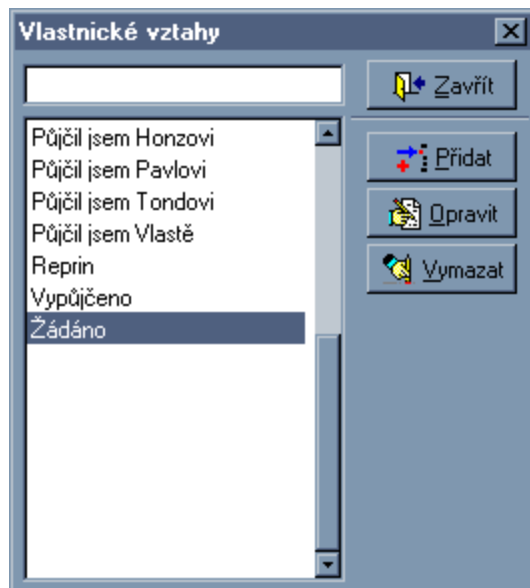 Vlastnické vztahy
Zavřít
Půjčil jsem Honzovi
Půjčil jsem Pavlovi
Půjčil jsem Tondovi
Půjčil jsem Vlastě
Reprin
Vypůjčeno
Žádáno
Přidat
Opravit
Vymazat